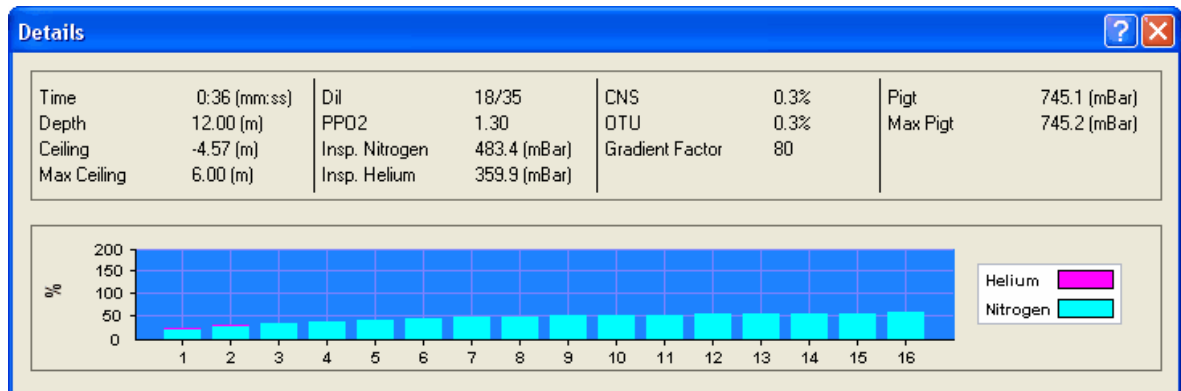 Details
Time 0:36 (mm:ss) Dil 18/35 CNS 0.3% Pigt 745.1 (mBar)
Depth 12.00 (m) PPO2 1.30 OTU 0.3% Max Pigt 745.2 (mBar)
Ceiling -4.57 (m) Insp. Nitrogen 483.4 (mBar) Gradient Factor 80
Max Ceiling 6.00 (m) Insp. Helium 359.9 (mBar)
%
200
150
100
50
0
1 2 3 4 5 6 7 8 9 10 11 12 13 14 15 16
Helium
Nitrogen